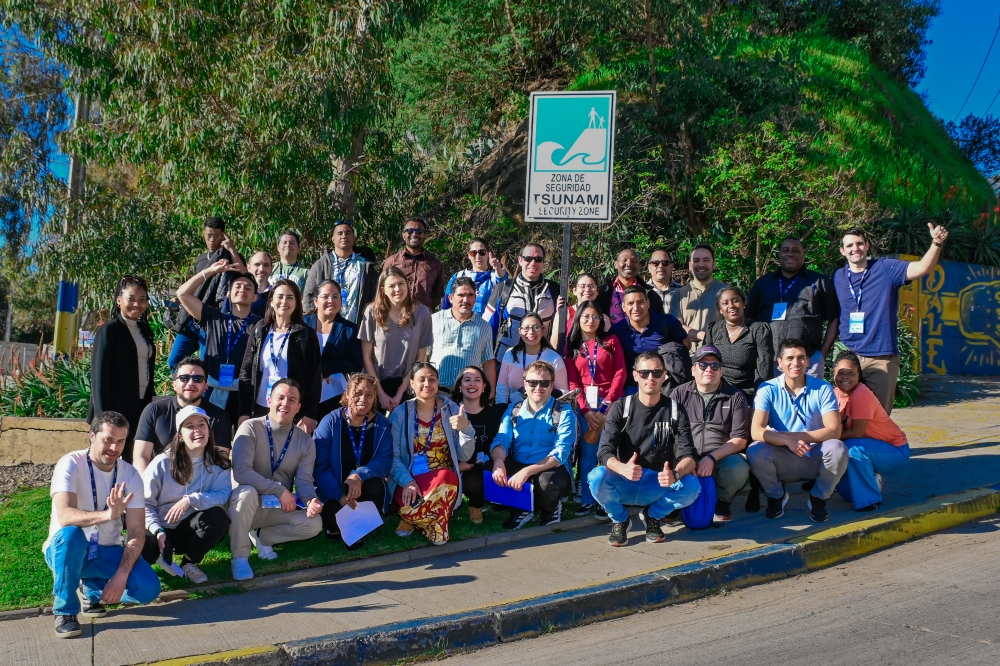 ZONA DE
SEGURIDAD
TSUNAMI
SECURITY ZONE